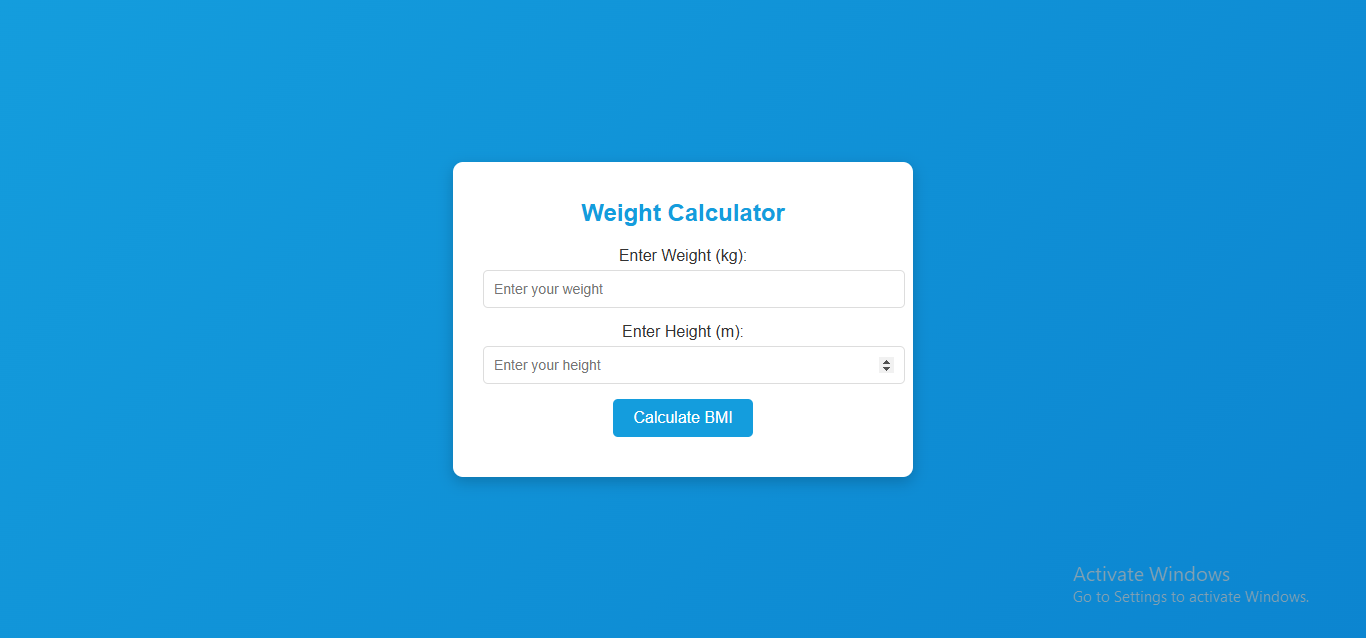 Weight Calculator
Enter Weight (kg):
Enter your weight
Enter Height (m):
Enter your height
Calculate BMI
Activate Windows
Go to Settings to activate Windows.